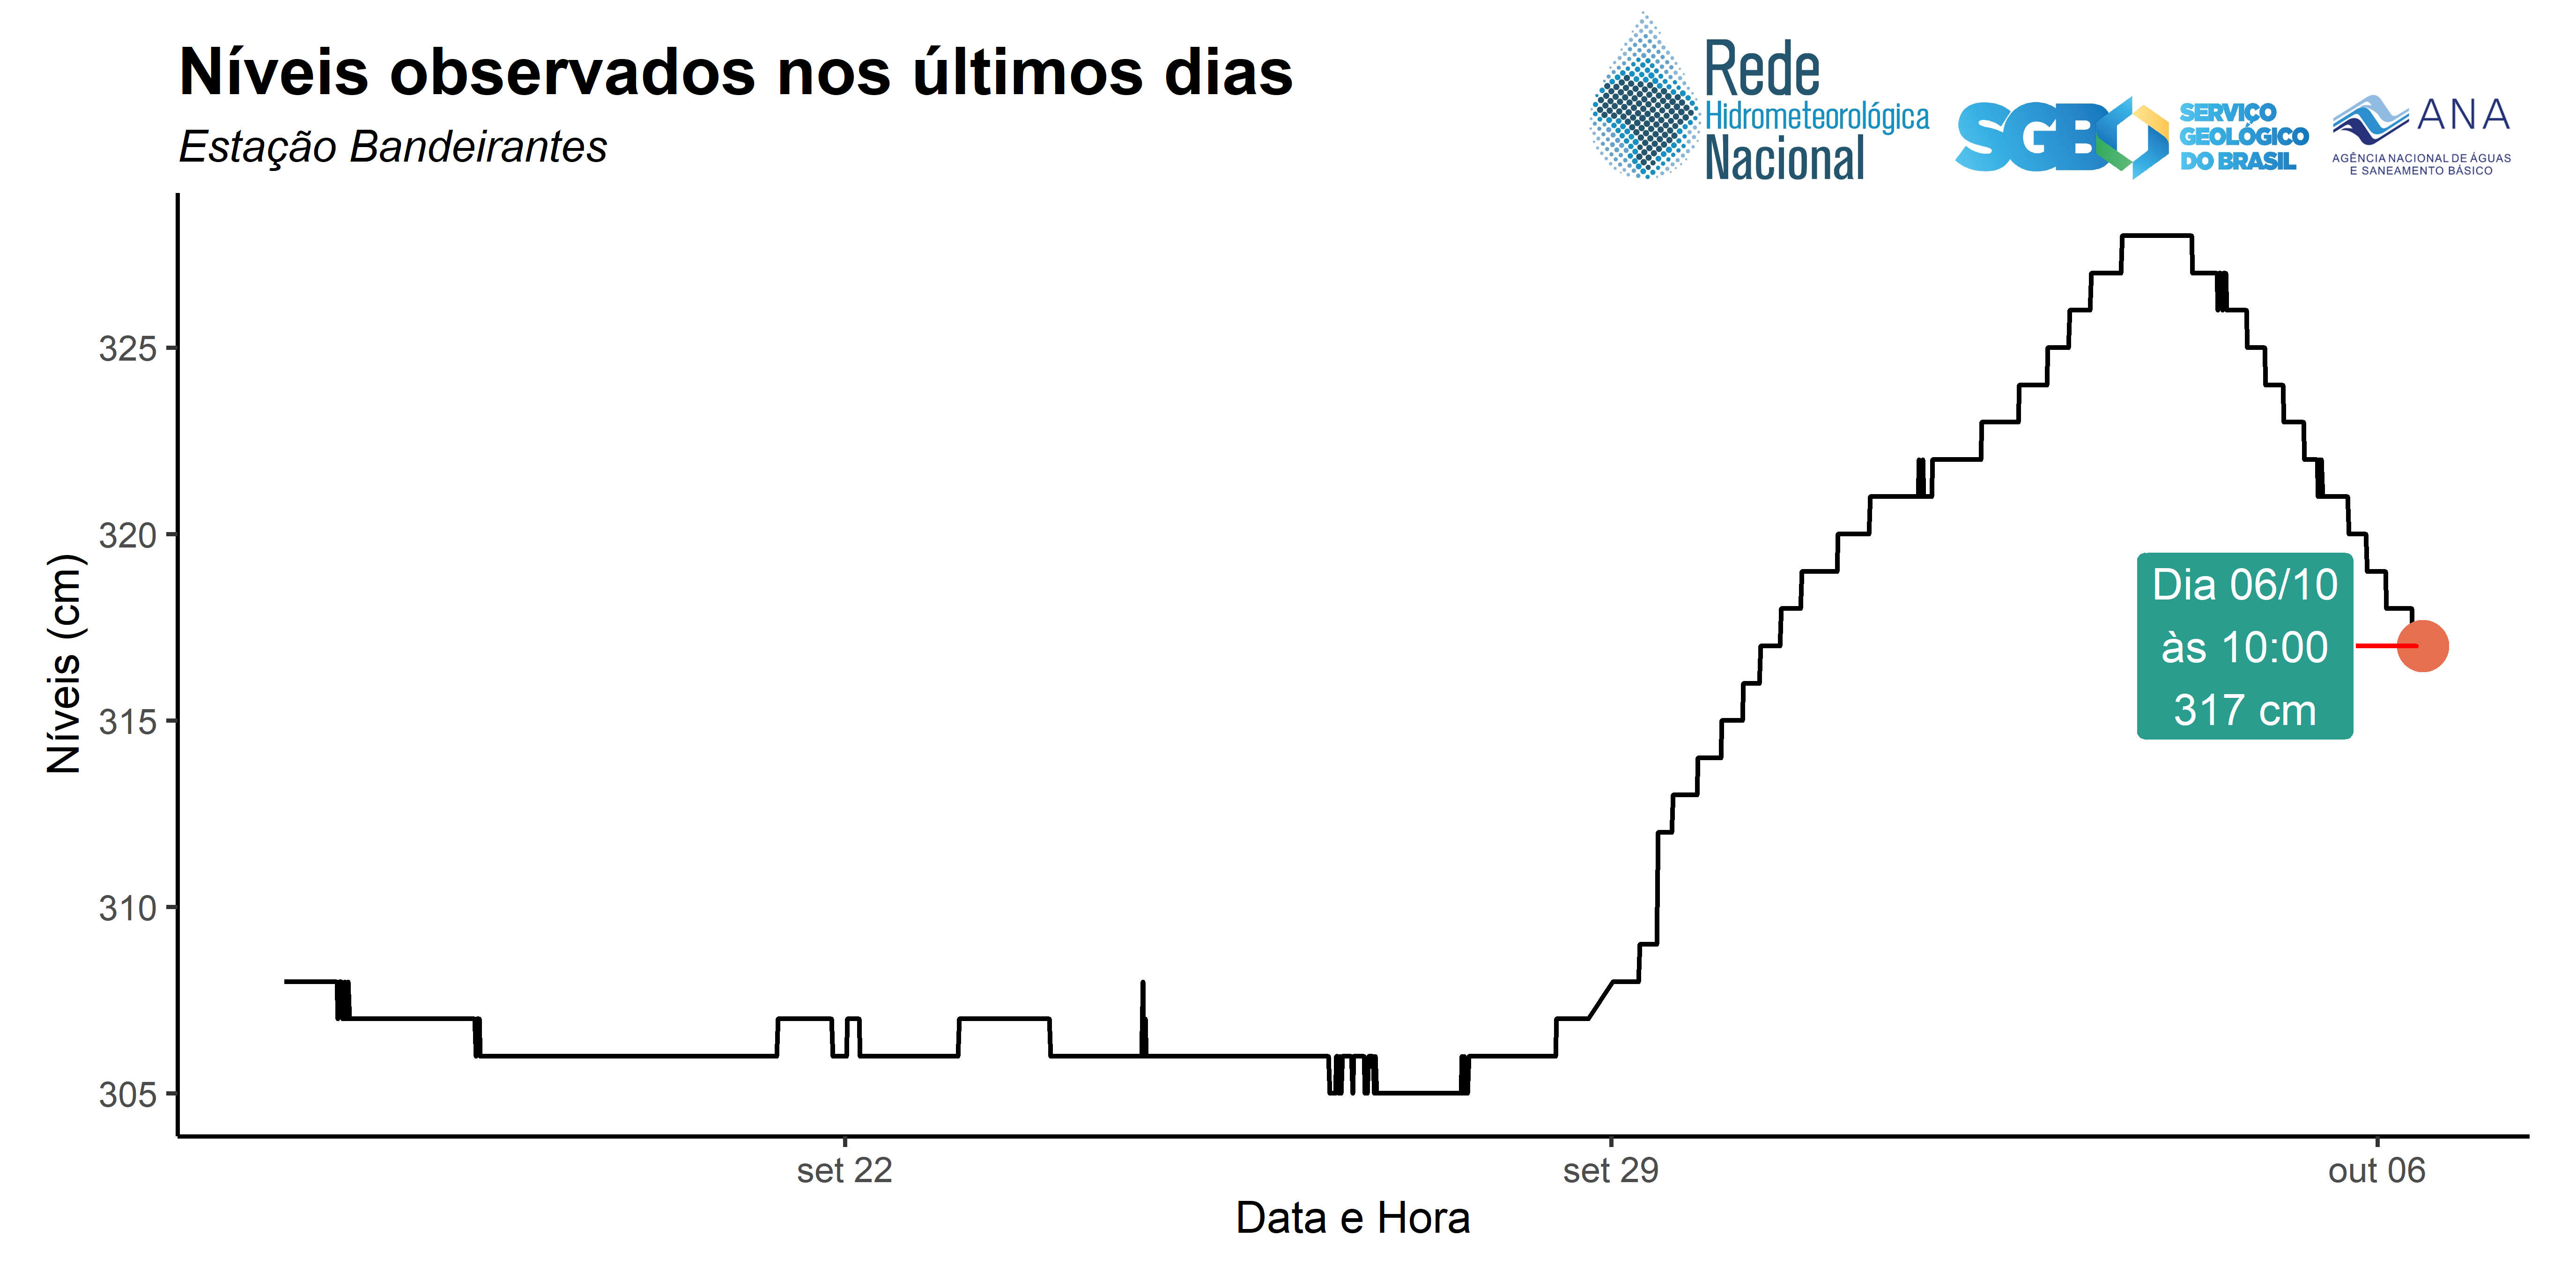 Níveis observados nos últimos dias
Estação Bandeirantes
Rede
Hidrometeorológica
Nacional
SGB
SERVIÇO
GEOLÓGICO
DO BRASIL
ANA
AGÊNCIA NACIONAL DE ÁGUAS
E SANEAMENTO BÁSICO
Níveis (cm)
325
320
315
310
305
Dia 06/10
às 10:00
317 cm
set 22
set 29
out 06
Data e Hora